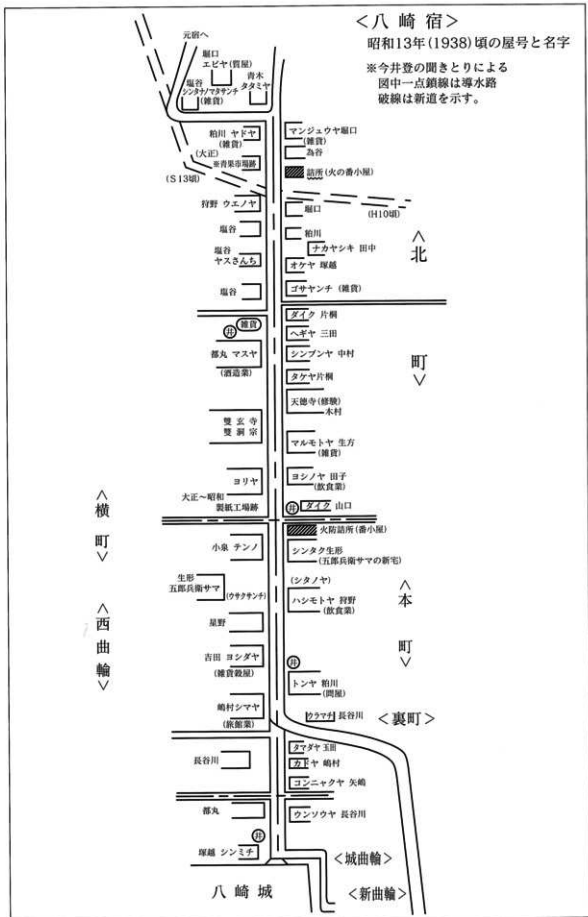 <八崎宿>
昭和13年(1938)頃の屋号と名字
※今井登の聞きとりによる
図中一点鎖線は導水路
破線は新道を示す。
元宿へ
堀口
エビヤ(質屋)
青木
タタミヤ
塩谷
シンタナノマタサンチ
(雑貨)
粕川 ヤドヤ
(雑貨)
マンジュウヤ堀口
(雑貨)
為谷
(大正)
※青果市場跡
詰所(火の番小屋)
(S13頃)
(H10頃)
狩野 ウエノヤ
堀口
塩谷
粕川
ナカヤシキ 田中
<北
町>
塩谷
ヤスさんち
オケヤ 塚越
塩谷
ゴサヤンチ (雑貨)
ダイク 片桐
雑貨
井
ヘギヤ 三田
都丸 マスヤ
(酒造業)
シンブンヤ 中村
タケヤ片桐
天徳寺(修験)
木村
雙玄寺
雙洞宗
マルモトヤ 生方
(雑貨)
ヨリヤ
ヨシノヤ 田子
(飲食業)
大正〜昭和
製紙工場跡
井
ダイク 山口
<横町>
火防詰所(番小屋)
小泉 テンノ
シンタク生形
(五郎兵衛サマの新宅)
生形
五郎兵衛サマ
(ウサクサンチ)
(シタノヤ)
ハシモトヤ 狩野
(飲食業)
<本
町>
<西曲輪>
星野
吉田 ヨシダヤ
(雑貨穀屋)
井
トンヤ 粕川
(問屋)
嶋村シマヤ
(旅館業)
ウラマチ 長谷川
<裏町>
タマダヤ 玉田
長谷川
カドヤ 嶋村
コンニャクヤ 矢嶋
都丸
ウンソウヤ 長谷川
井
塚越 シンミチ
<城曲輪>
八崎城
<新曲輪>